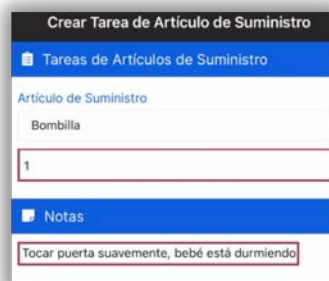 Crear Tarea de Artículo de Suministro
Tareas de Artículos de Suministro
Artículo de Suministro
Bombilla
1
Notas
Tocar puerta suavemente, bebé está durmiendo